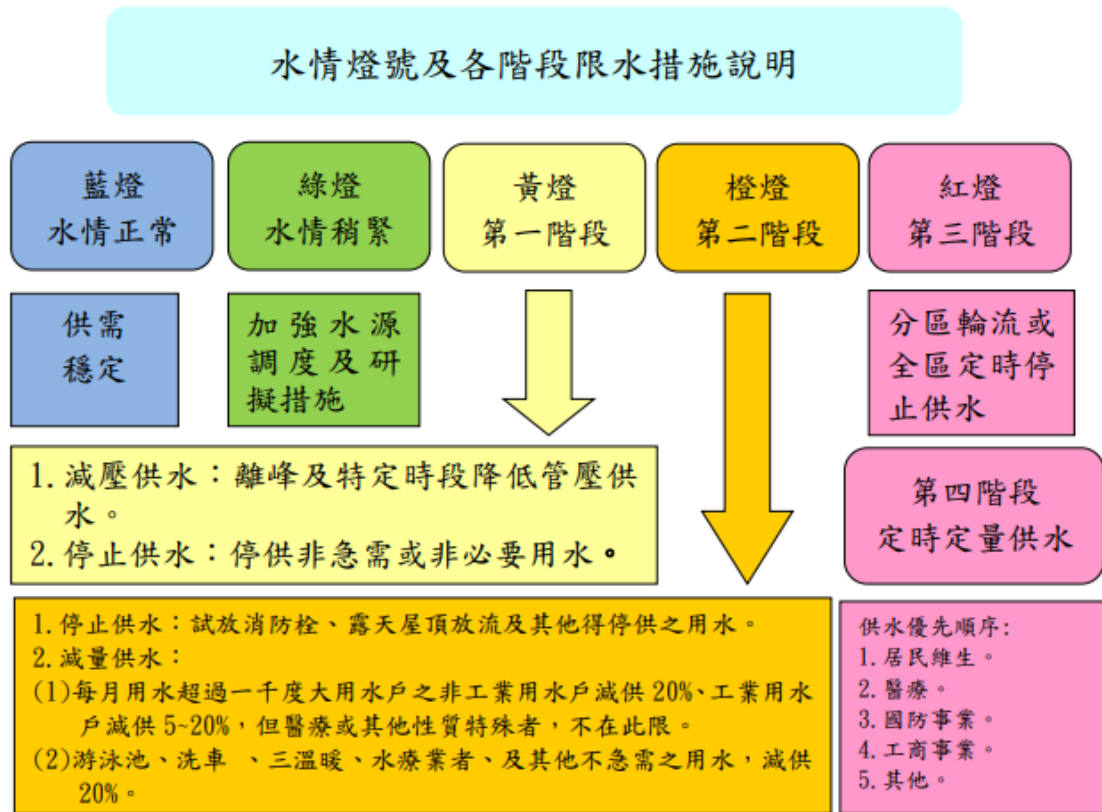 水情燈號及各階段限水措施說明
藍燈
水情正常
綠燈
水情稍緊
黃燈
第一階段
橙燈
第二階段
紅燈
第三階段
供需
穩定
加強水源
調度及研
擬措施
分區輪流或
全區定時停
止供水
1.減壓供水：離峰及特定時段降低管壓供
水。
2.停止供水：停供非急需或非必要用水。
第四階段
定時定量供水
1.停止供水：試放消防栓、露天屋頂放流及其他得停供之用水。
2.減量供水：
(1)每月用水超過一千度大用水戶之非工業用水戶減供20%、工業用水
戶減供5~20%，但醫療或其他性質特殊者，不在此限。
(2)游泳池、洗車 、三溫暖、水療業者、及其他不急需之用水，減供
20%。
供水優先順序:
1.居民維生。
2.醫療。
3.國防事業。
4.工商事業。
5.其他。